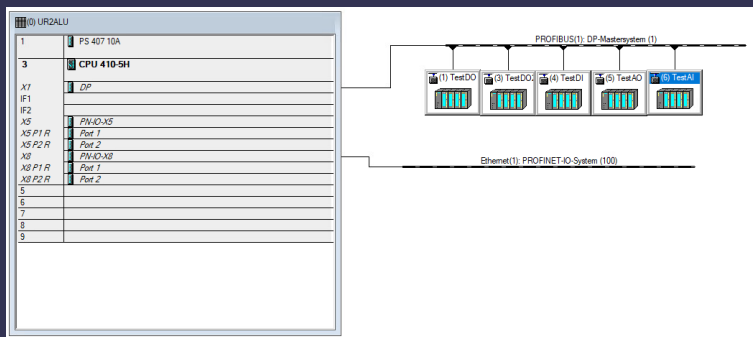 (0) UR2ALU
1 PS 407 10A
3 CPU 410-5H
X1 DP
IF1
IF2
X5 PN-IO-X5
X5 P1 R Port 1
X5 P2 R Port 2
X8 PN-IO-X8
X8 P1 R Port 1
X8 P2 R Port 2
5
6
7
8
9
PROFIBUS(1): DP-Mastersystem (1)
(1) TestDO
(3) TestDO2
(4) TestDI
(5) TestAO
(6) TestAI
Ethernet(1): PROFINET-IO-System (100)